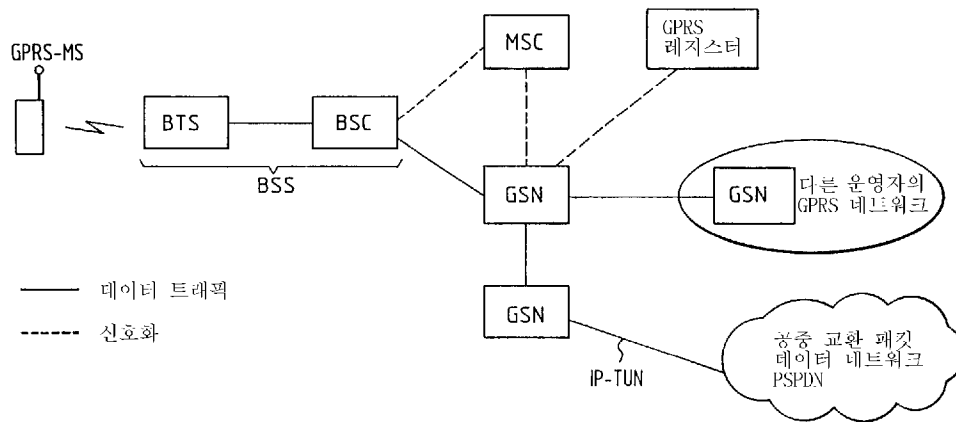 GPRS-MS
BTS
BSC
BSS
MSC
GPRS
레지스터
GSN
GSN
다른 운영자의
GPRS 네트워크
GSN
데이터 트래픽
신호화
IP-TUN
공중 교환 패킷
데이터 네트워크
PSPDN